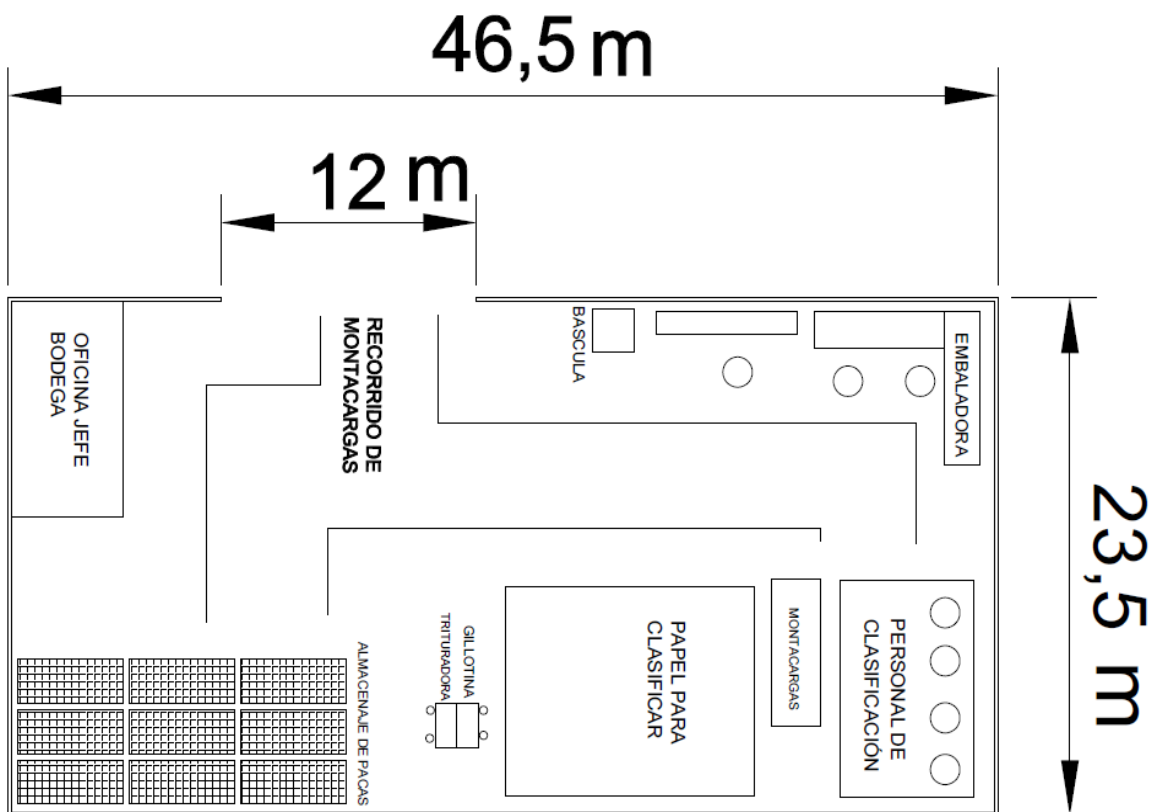 46,5 m
12 m
RECORRIDO DE
MONTACARGAS
OFICINA JEFE
BODEGA
BASCULA
EMBALADORA
23,5 m
ALMACENAJE DE PACAS
GILLOTINA
TRITURADORA
PAPEL PARA
CLASIFICAR
MONTACARGAS
PERSONAL DE
CLASIFICACIÓN